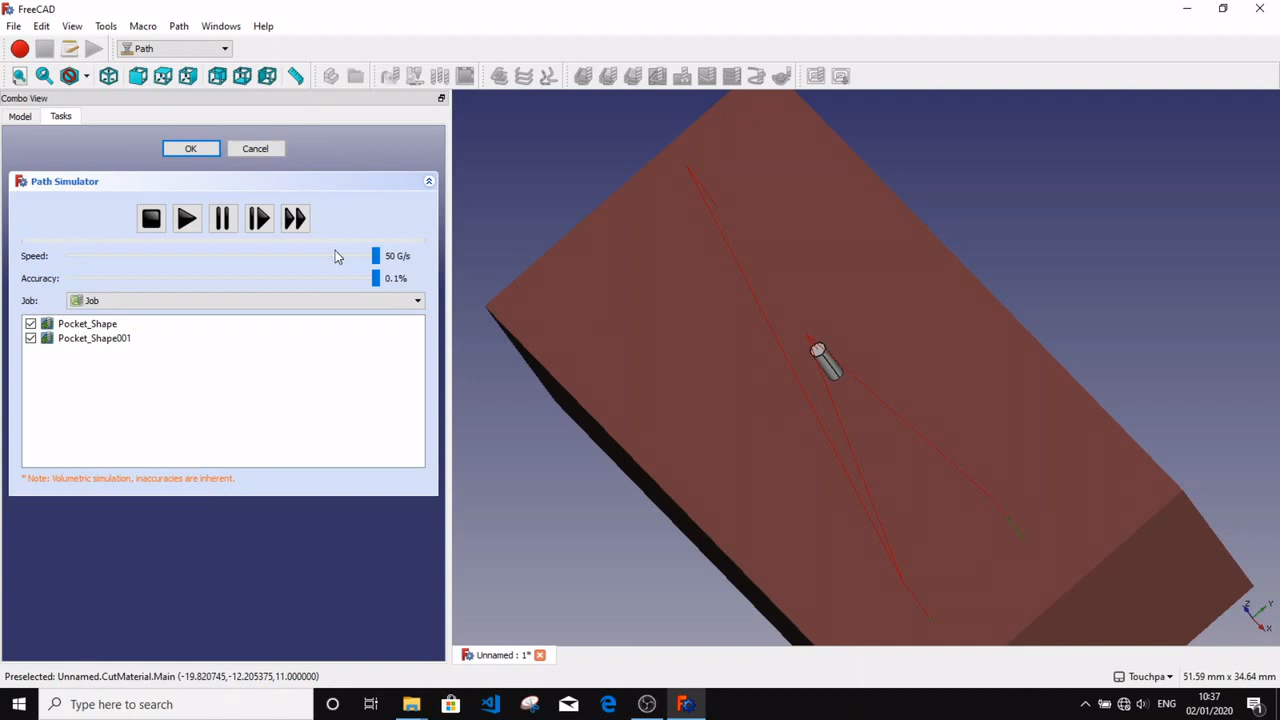 FreeCAD
File Edit View Tools Macro Path Windows Help
Path
Combo View
Model Tasks
OK Cancel
Path Simulator
Speed: 50 G/s
Accuracy: 0.1%
Job: Job
Pocket_Shape
Pocket_Shape001
* Note: Volumetric simulation, inaccuracies are inherent.
Z Y
X
Unnamed : 1*
Preselected: Unnamed.CutMaterial.Main (-19.820745, -12.205375,11.000000)
Touchpa 51.59 mm x 34.64 mm
Type here to search
ENG
10:37
02/01/2020
1